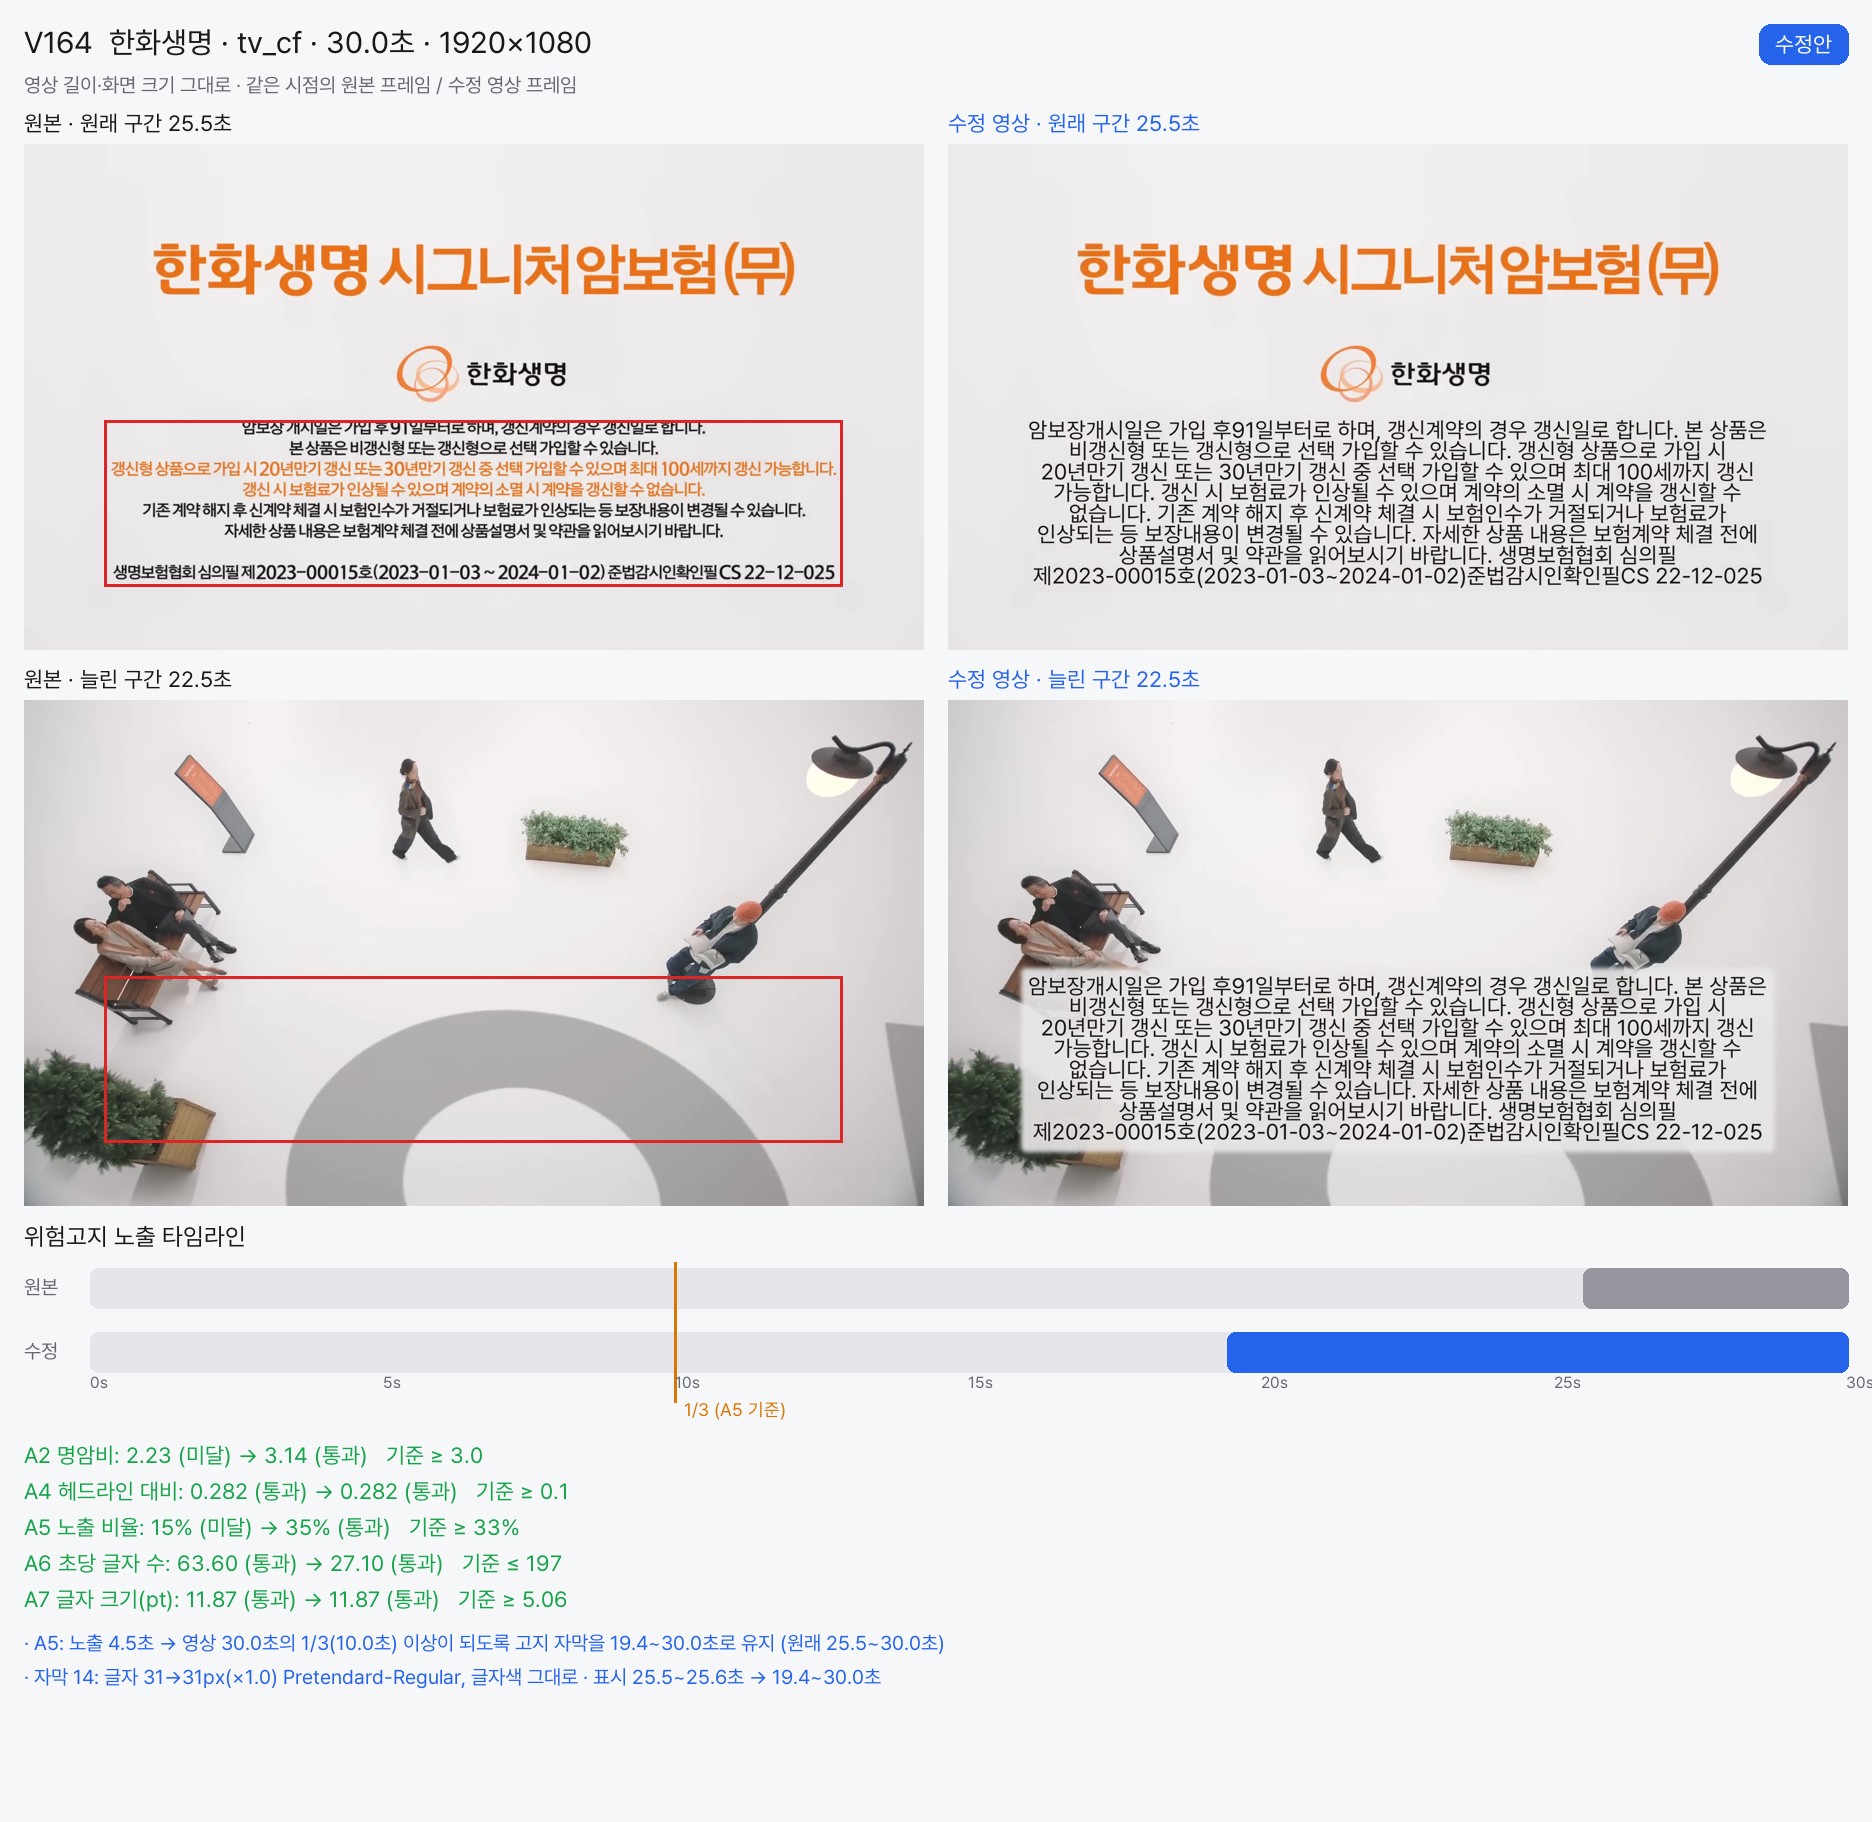 V164 한화생명 · tv_cf · 30.0초 · 1920×1080
수정안
영상 길이·화면 크기 그대로 · 같은 시점의 원본 프레임 / 수정 영상 프레임
원본 · 원래 구간 25.5초
한화생명 시그니처암보험(무)
한화생명
암보장 개시일은 가입 후 91일부터로 하며, 갱신계약의 경우 갱신일로 합니다.
본 상품은 비갱신형 또는 갱신형으로 선택 가입할 수 있습니다.
갱신형 상품으로 가입 시 20년만기 갱신 또는 30년만기 갱신 중 선택 가입할 수 있으며 최대 100세까지 갱신 가능합니다.
갱신 시 보험료가 인상될 수 있으며 계약의 소멸 시 계약을 갱신할 수 없습니다.
기존 계약 해지 후 신계약 체결 시 보험인수가 거절되거나 보험료가 인상되는 등 보장내용이 변경될 수 있습니다.
자세한 상품 내용은 보험계약 체결 전에 상품설명서 및 약관을 읽어보시기 바랍니다.
생명보험협회 심의필 제2023-00015호(2023-01-03 ~ 2024-01-02) 준법감시인확인필 CS 22-12-025
수정 영상 · 원래 구간 25.5초
한화생명 시그니처암보험(무)
한화생명
암보장개시일은 가입 후91일부터로 하며, 갱신계약의 경우 갱신일로 합니다. 본 상품은
비갱신형 또는 갱신형으로 선택 가입할 수 있습니다. 갱신형 상품으로 가입 시
20년만기 갱신 또는 30년만기 갱신 중 선택 가입할 수 있으며 최대 100세까지 갱신
가능합니다. 갱신 시 보험료가 인상될 수 있으며 계약의 소멸 시 계약을 갱신할 수
없습니다. 기존 계약 해지 후 신계약 체결 시 보험인수가 거절되거나 보험료가
인상되는 등 보장내용이 변경될 수 있습니다. 자세한 상품 내용은 보험계약 체결 전에
상품설명서 및 약관을 읽어보시기 바랍니다. 생명보험협회 심의필
제2023-00015호(2023-01-03~2024-01-02)준법감시인확인필CS 22-12-025
원본 · 늘린 구간 22.5초
수정 영상 · 늘린 구간 22.5초
암보장개시일은 가입 후91일부터로 하며, 갱신계약의 경우 갱신일로 합니다. 본 상품은
비갱신형 또는 갱신형으로 선택 가입할 수 있습니다. 갱신형 상품으로 가입 시
20년만기 갱신 또는 30년만기 갱신 중 선택 가입할 수 있으며 최대 100세까지 갱신
가능합니다. 갱신 시 보험료가 인상될 수 있으며 계약의 소멸 시 계약을 갱신할 수
없습니다. 기존 계약 해지 후 신계약 체결 시 보험인수가 거절되거나 보험료가
인상되는 등 보장내용이 변경될 수 있습니다. 자세한 상품 내용은 보험계약 체결 전에
상품설명서 및 약관을 읽어보시기 바랍니다. 생명보험협회 심의필
제2023-00015호(2023-01-03~2024-01-02)준법감시인확인필CS 22-12-025
위험고지 노출 타임라인
원본
수정
0s 5s 10s 15s 20s 25s 30s
1/3 (A5 기준)
A2 명암비: 2.23 (미달) → 3.14 (통과) 기준 ≥ 3.0
A4 헤드라인 대비: 0.282 (통과) → 0.282 (통과) 기준 ≥ 0.1
A5 노출 비율: 15% (미달) → 35% (통과) 기준 ≥ 33%
A6 초당 글자 수: 63.60 (통과) → 27.10 (통과) 기준 ≤ 197
A7 글자 크기(pt): 11.87 (통과) → 11.87 (통과) 기준 ≥ 5.06
· A5: 노출 4.5초 → 영상 30.0초의 1/3(10.0초) 이상이 되도록 고지 자막을 19.4~30.0초로 유지 (원래 25.5~30.0초)
· 자막 14: 글자 31→31px(×1.0) Pretendard-Regular, 글자색 그대로 · 표시 25.5~25.6초 → 19.4~30.0초